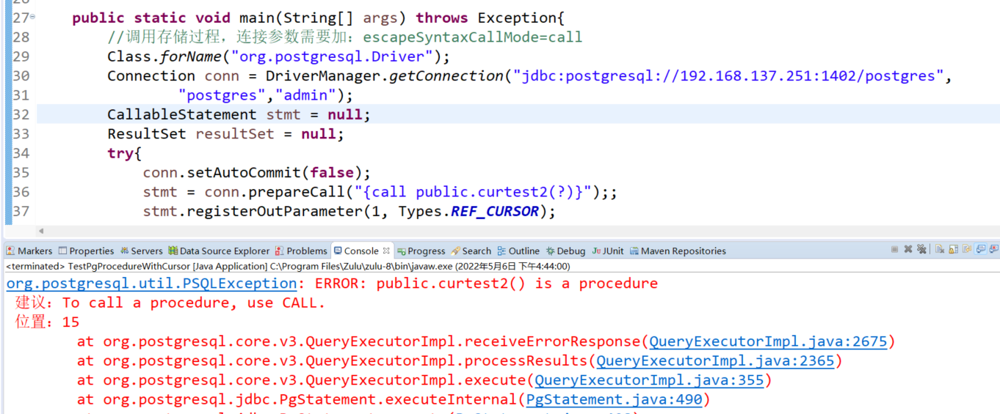 27 public static void main(String[] args) throws Exception{
28 //调用存储过程，连接参数需要加：escapeSyntaxCallMode=call
29 Class.forName("org.postgresql.Driver");
30 Connection conn = DriverManager.getConnection("jdbc:postgresql://192.168.137.251:1402/postgres",
31 "postgres","admin");
32 CallableStatement stmt = null;
33 ResultSet resultSet = null;
34 try{
35 conn.setAutoCommit(false);
36 stmt = conn.prepareCall("{call public.curtest2(?)}");;
37 stmt.registerOutParameter(1, Types.REF_CURSOR);
Markers Properties Servers Data Source Explorer Problems Console Progress Search Outline Debug JUnit Maven Repositories
<terminated> TestPgProcedureWithCursor [Java Application] C:\Program Files\Zulu\zulu-8\bin\javaw.exe (2022年5月6日 下午4:44:00)
org.postgresql.util.PSQLException: ERROR: public.curtest2() is a procedure
建议：To call a procedure, use CALL.
位置：15
at org.postgresql.core.v3.QueryExecutorImpl.receiveErrorResponse(QueryExecutorImpl.java:2675)
at org.postgresql.core.v3.QueryExecutorImpl.processResults(QueryExecutorImpl.java:2365)
at org.postgresql.core.v3.QueryExecutorImpl.execute(QueryExecutorImpl.java:355)
at org.postgresql.jdbc.PgStatement.executeInternal(PgStatement.java:490)